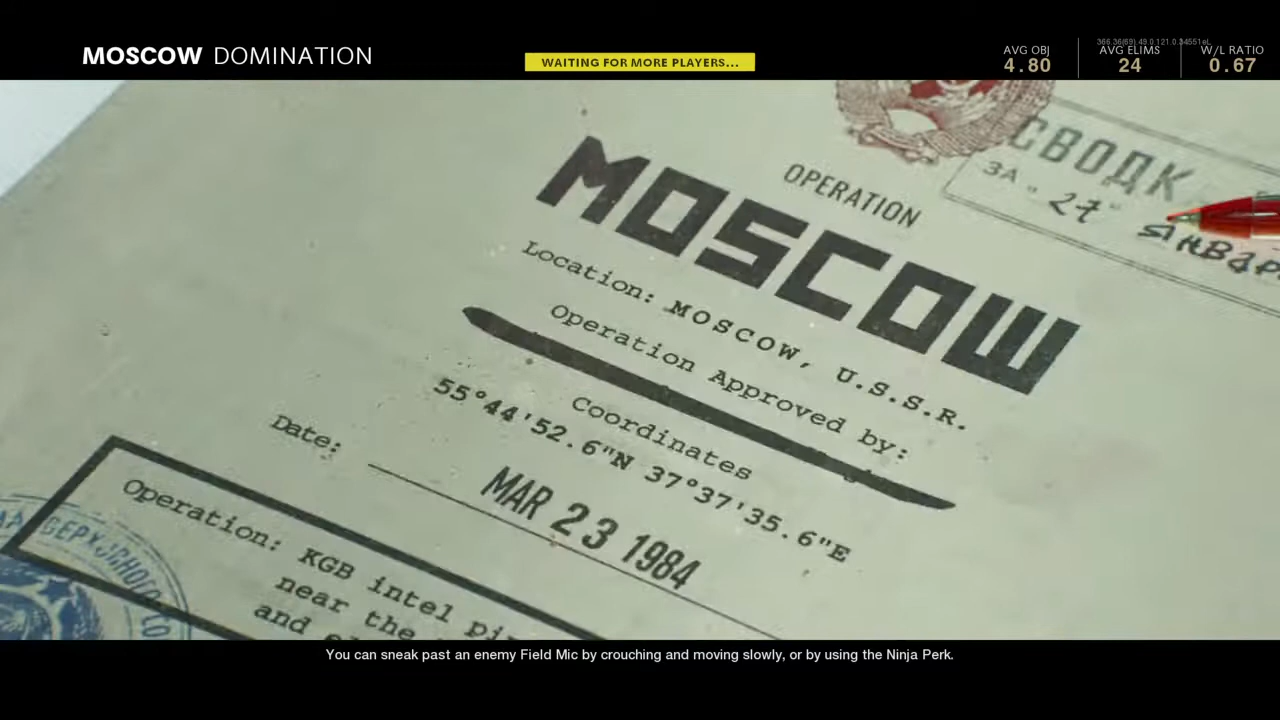 MOSCOW DOMINATION
WAITING FOR MORE PLAYERS...
AVG OBJ
4.80
AVG ELIMS
24
W/L RATIO
0.67
СВОДК
ЗА "27"
январ
OPERATION
MOSCOW
Location: MOSCOW, U.S.S.R.
Operation Approved by:
Coordinates
55°44'52.6"N 37°37'35.6"E
Date:
MAR 23 1984
Operation: KGB intel
near the
and
You can sneak past an enemy Field Mic by crouching and moving slowly, or by using the Ninja Perk.